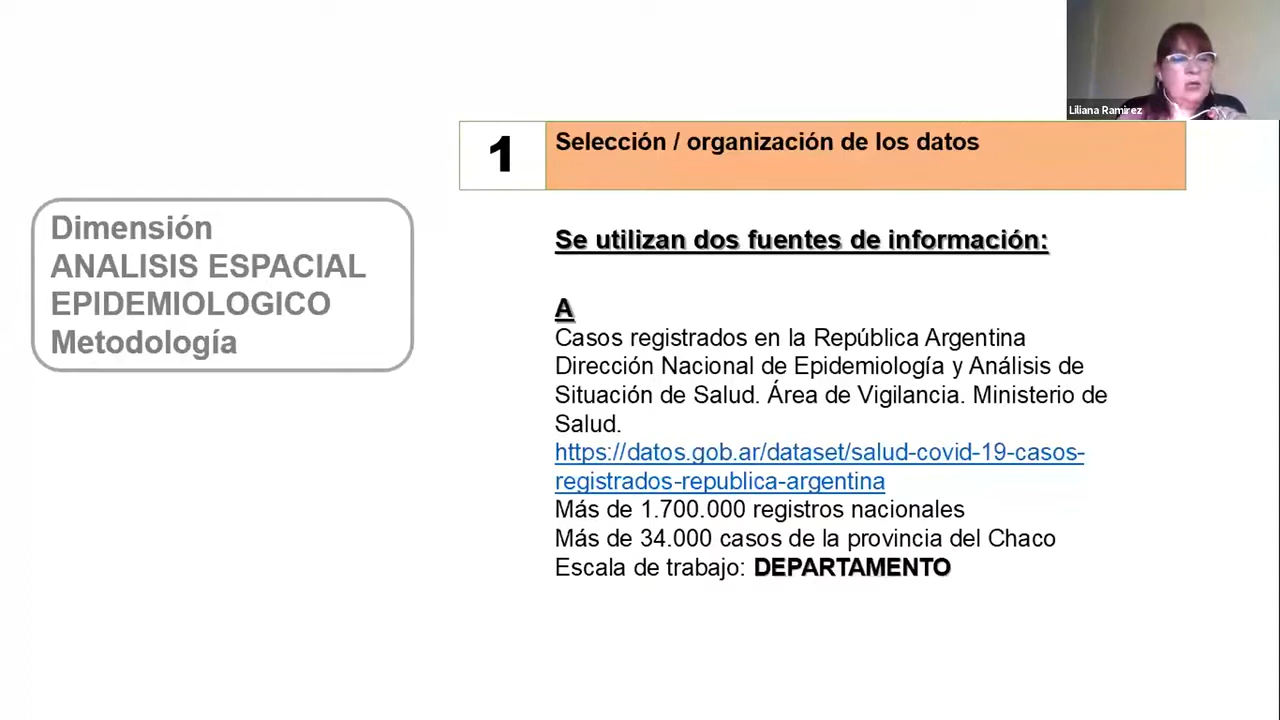 Liliana Ramirez
1
Selección / organización de los datos
Dimensión
ANALISIS ESPACIAL
EPIDEMIOLOGICO
Metodología
Se utilizan dos fuentes de información:
A
Casos registrados en la República Argentina
Dirección Nacional de Epidemiología y Análisis de
Situación de Salud. Área de Vigilancia. Ministerio de
Salud.
https://datos.gob.ar/dataset/salud-covid-19-casos-
registrados-republica-argentina
Más de 1.700.000 registros nacionales
Más de 34.000 casos de la provincia del Chaco
Escala de trabajo: DEPARTAMENTO